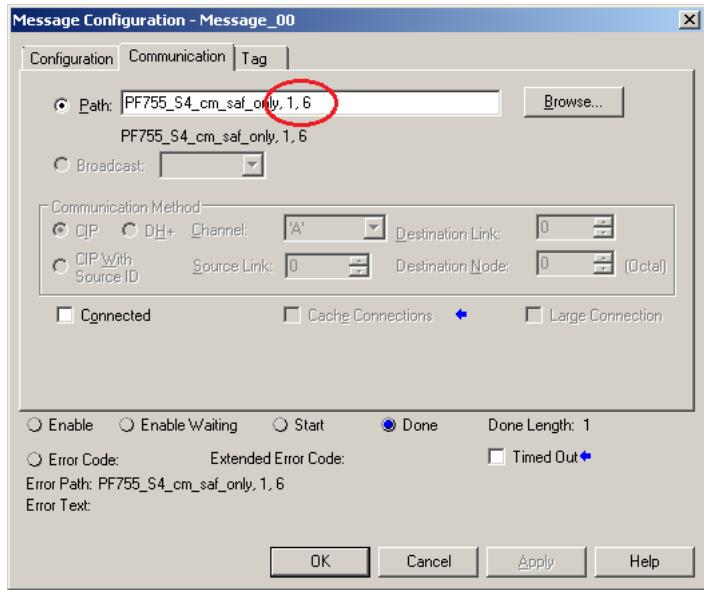 Message Configuration - Message_00
Configuration Communication Tag
Path: PF755_S4_cm_saf_only, 1, 6 Browse...
PF755_S4_cm_saf_only, 1, 6
Broadcast:
Communication Method
CIP DH+ Channel: 'A' Destination Link: 0
CIP With Source ID Source Link: 0 Destination Node: 0 (Octal)
Connected Cache Connections Large Connection
Enable Enable Waiting Start Done Done Length: 1
Error Code: Extended Error Code: Timed Out
Error Path: PF755_S4_cm_saf_only, 1, 6
Error Text:
OK Cancel Apply Help